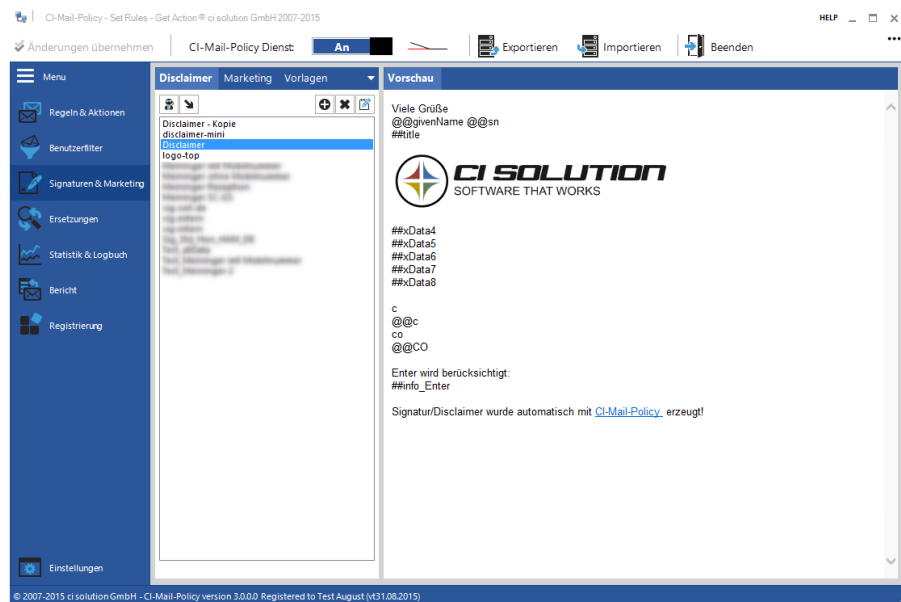 CI-Mail-Policy - Set Rules - Get Action © ci solution GmbH 2007-2015
HELP
Änderungen übernehmen
CI-Mail-Policy Dienst:
An
Exportieren
Importieren
Beenden
Menu
Regeln & Aktionen
Benutzerfilter
Signaturen & Marketing
Ersetzungen
Statistik & Logbuch
Bericht
Registrierung
Einstellungen
Disclaimer Marketing Vorlagen
Disclaimer - Kopie
disclaimer-mini
Disclaimer
logo-top
Vorschau
Viele Grüße
@@givenName @@sn
##title
CI SOLUTION
SOFTWARE THAT WORKS
##xData4
##xData5
##xData6
##xData7
##xData8
c
@@c
co
@@CO
Enter wird berücksichtigt:
##info_Enter
Signatur/Disclaimer wurde automatisch mit CI-Mail-Policy erzeugt!
© 2007-2015 ci solution GmbH - CI-Mail-Policy version 3.0.0.0 Registered to Test August (vt31.08.2015)